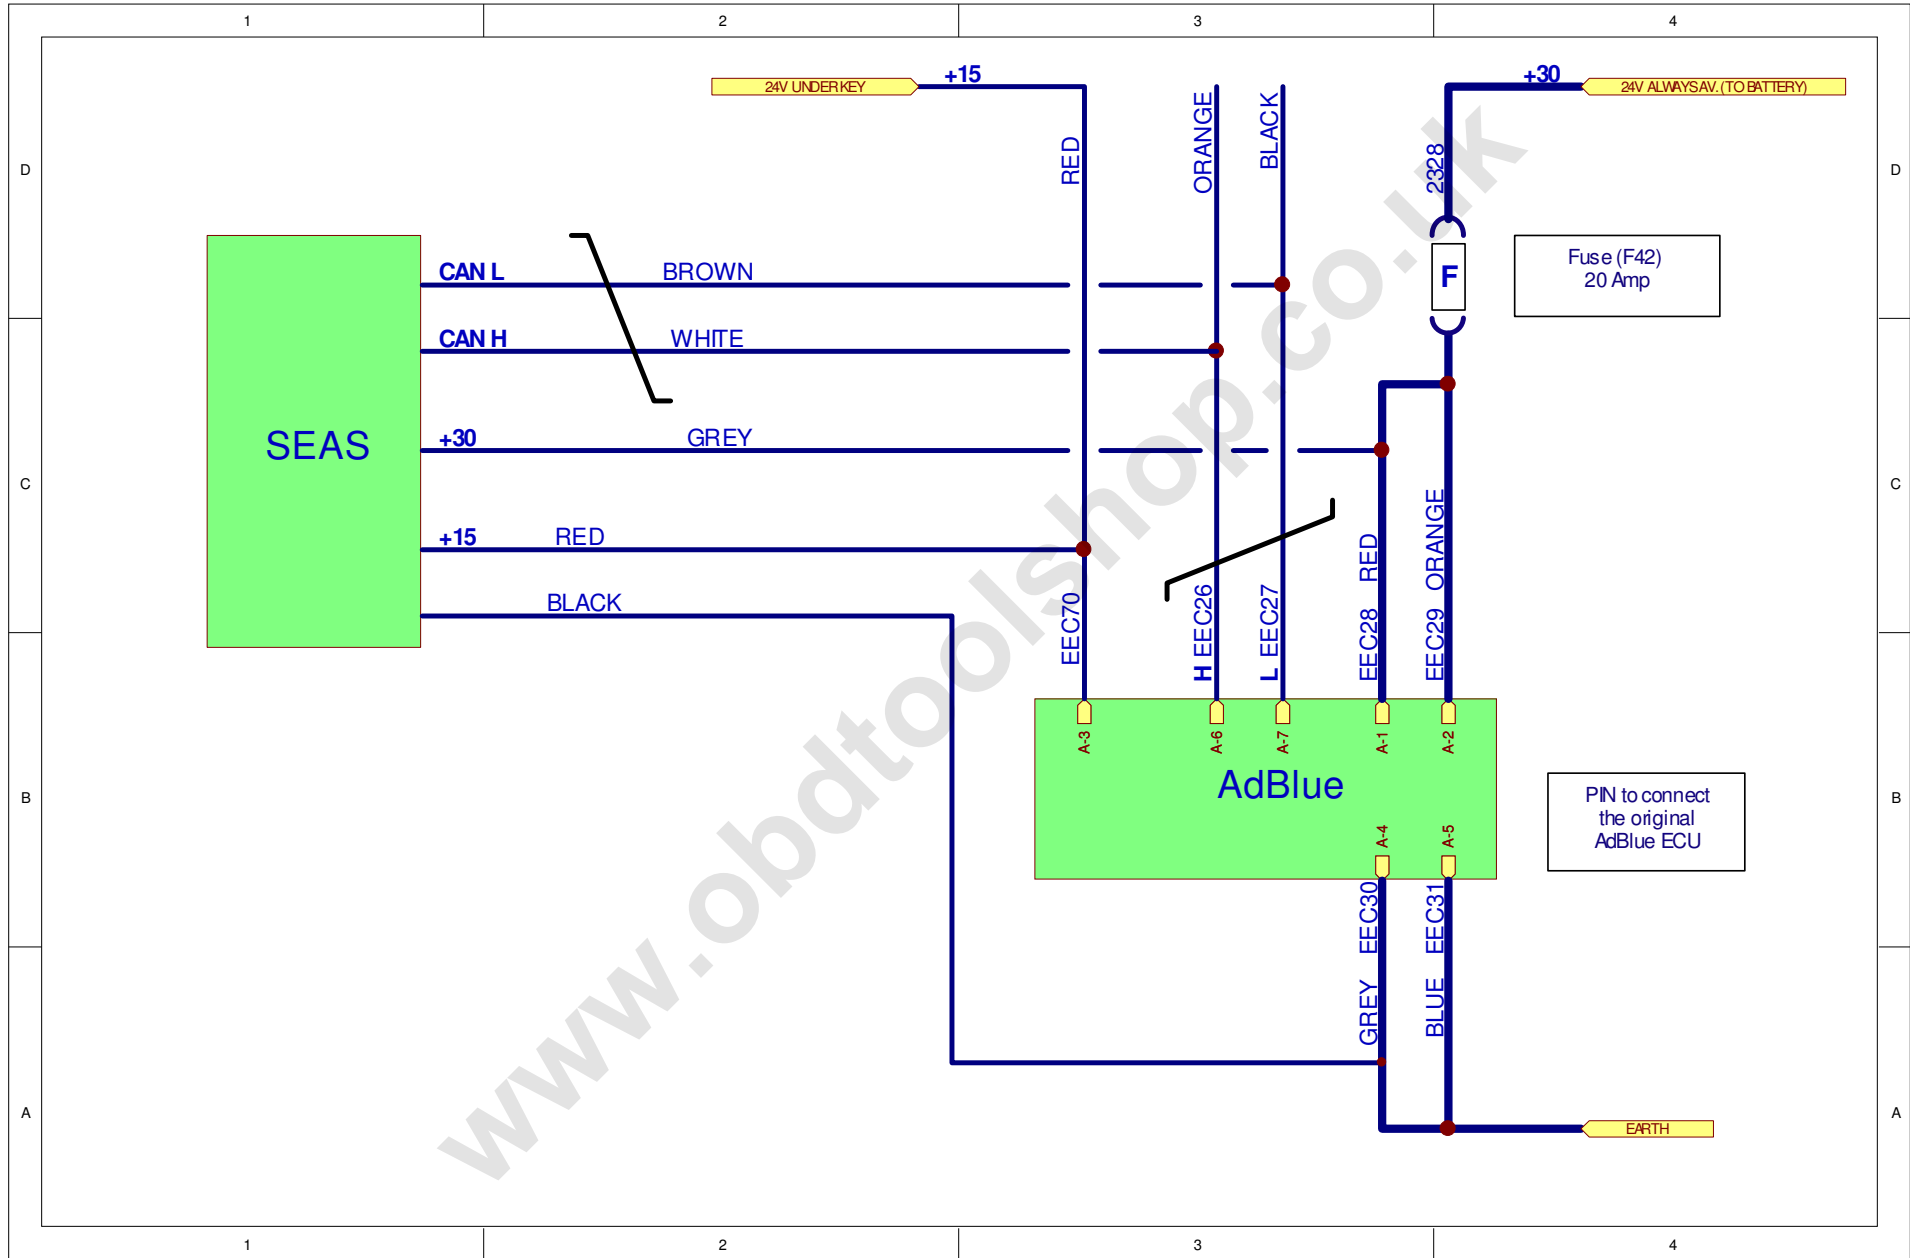 1 2 3 4
24V UNDER KEY
+15
+30
24V ALWAYS AV. (TO BATTERY)
D
D
RED
ORANGE
BLACK
2328
CAN L
BROWN
F
Fuse (F42)
20 Amp
CAN H
WHITE
SEAS
+30
GREY
C
C
+15
RED
BLACK
EEC70
H EEC26
L EEC27
EEC28 RED
EEC29 ORANGE
A-3
A-6
A-7
A-1
A-2
AdBlue
B
B
PIN to connect
the original
AdBlue ECU
A-4
A-5
GREY EEC30
BLUE EEC31
A
A
EARTH
1 2 3 4
www.obdtoolshop.co.uk